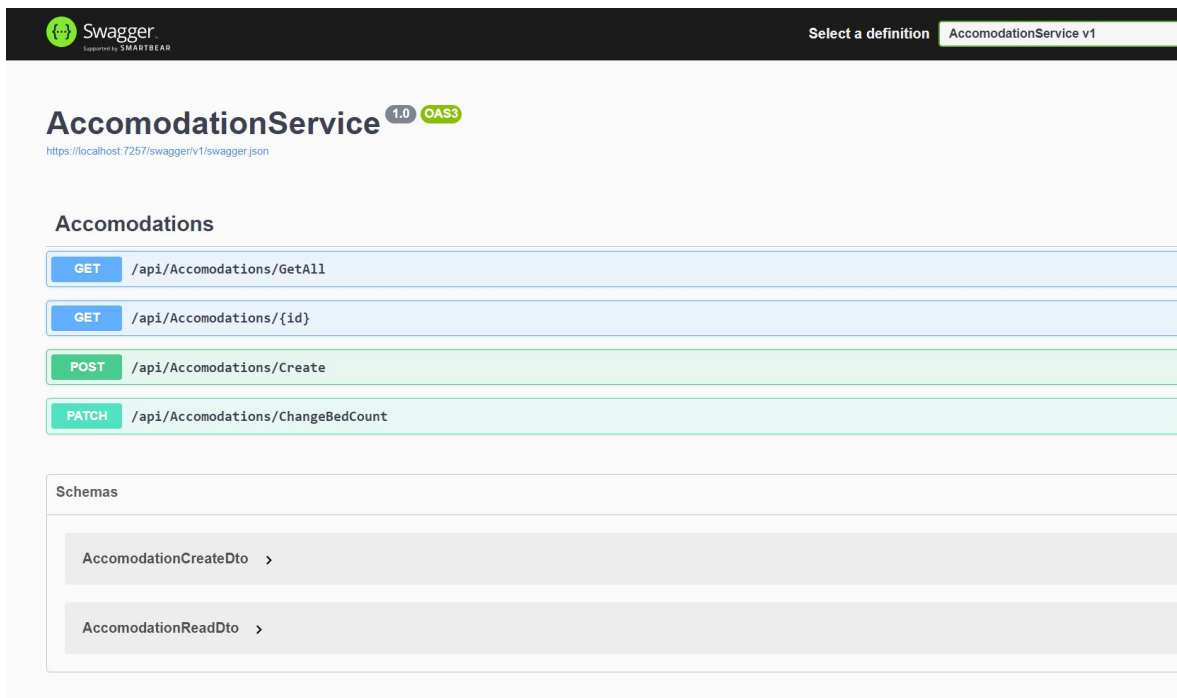 Swagger.
Supported by SMARTBEAR
Select a definition
AccomodationService v1
AccomodationService 1.0 OAS3
https://localhost:7257/swagger/v1/swagger.json
Accomodations
GET /api/Accomodations/GetAll
GET /api/Accomodations/{id}
POST /api/Accomodations/Create
PATCH /api/Accomodations/ChangeBedCount
Schemas
AccomodationCreateDto
AccomodationReadDto